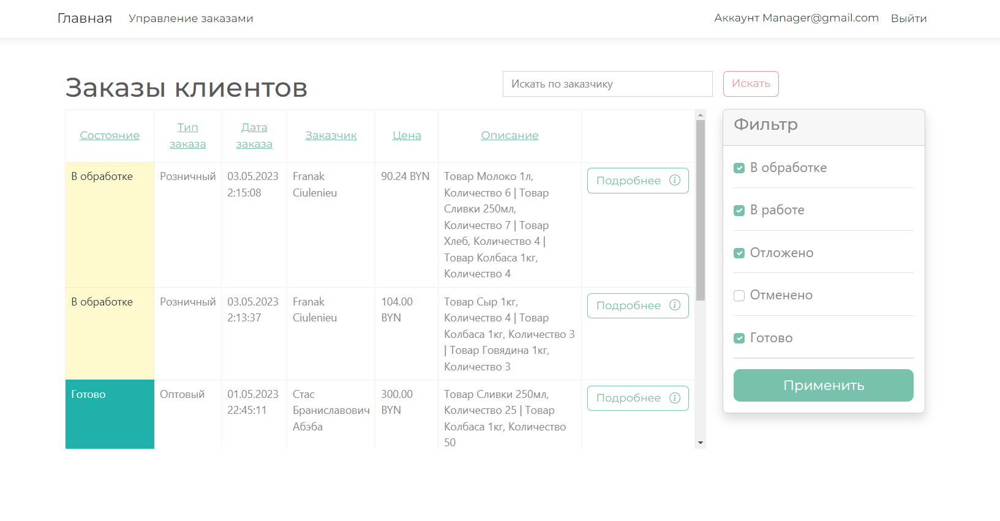 Главная
Управление заказами
Аккаунт Manager@gmail.com
Выйти
Заказы клиентов
Искать по заказчику
Искать
Состояние
Тип
заказа
Дата
заказа
Заказчик
Цена
Описание
В обработке
Розничный
03.05.2023
2:15:08
Franak
Ciulenieu
90.24 BYN
Товар Молоко 1л,
Количество 6 | Товар
Сливки 250мл,
Количество 7 | Товар
Хлеб, Количество 4 |
Товар Колбаса 1кг,
Количество 4
Подробнее
В обработке
Розничный
03.05.2023
2:13:37
Franak
Ciulenieu
104.00
BYN
Товар Сыр 1кг,
Количество 4 | Товар
Колбаса 1кг, Количество 3
| Товар Говядина 1кг,
Количество 3
Подробнее
Готово
Оптовый
01.05.2023
22:45:11
Стас
Браниславович
Абэба
300.00
BYN
Товар Сливки 250мл,
Количество 25 | Товар
Колбаса 1кг, Количество
50
Подробнее
Фильтр
В обработке
В работе
Отложено
Отменено
Готово
Применить